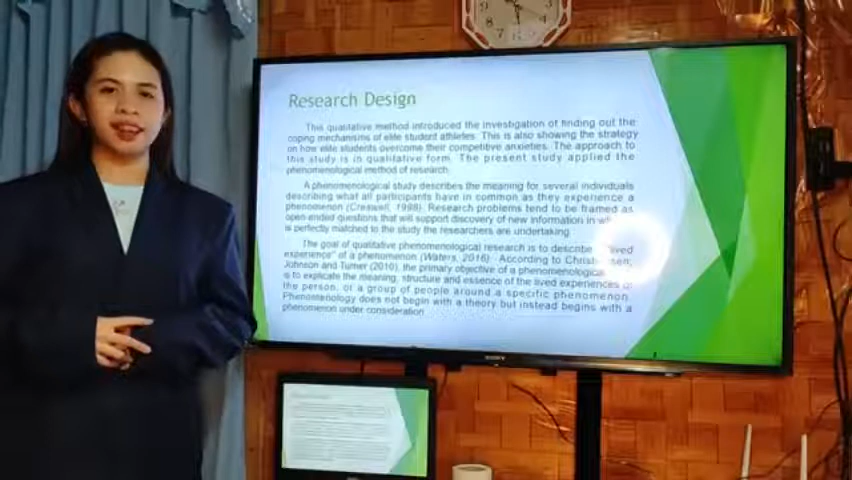 Research Design
This qualitative method introduced the investigation of finding out the
coping mechanisms of elite student athletes. This is also showing the strategy
on how elite students overcome their competitive anxieties. The approach to
this study is in qualitative form. The present study applied the
phenomenological method of research.
A phenomenological study describes the meaning for several individuals
describing what all participants have in common as they experience a
phenomenon (Creswell, 1998). Research problems tend to be framed as
open ended questions that will support discovery of new information in
is perfectly matched to the study the researchers are undertaking.
The goal of qualitative phenomenological research is to describe
experience" of a phenomenon (Waters, 2016). According to
Johnson and Turner (2010), the primary objective of a phenomenological
is to explicate the meaning, structure and essence of the lived experiences of
the person, or a group of people around a specific phenomenon.
Phenomenology does not begin with a theory but instead begins with a
phenomenon under consideration.
SONY